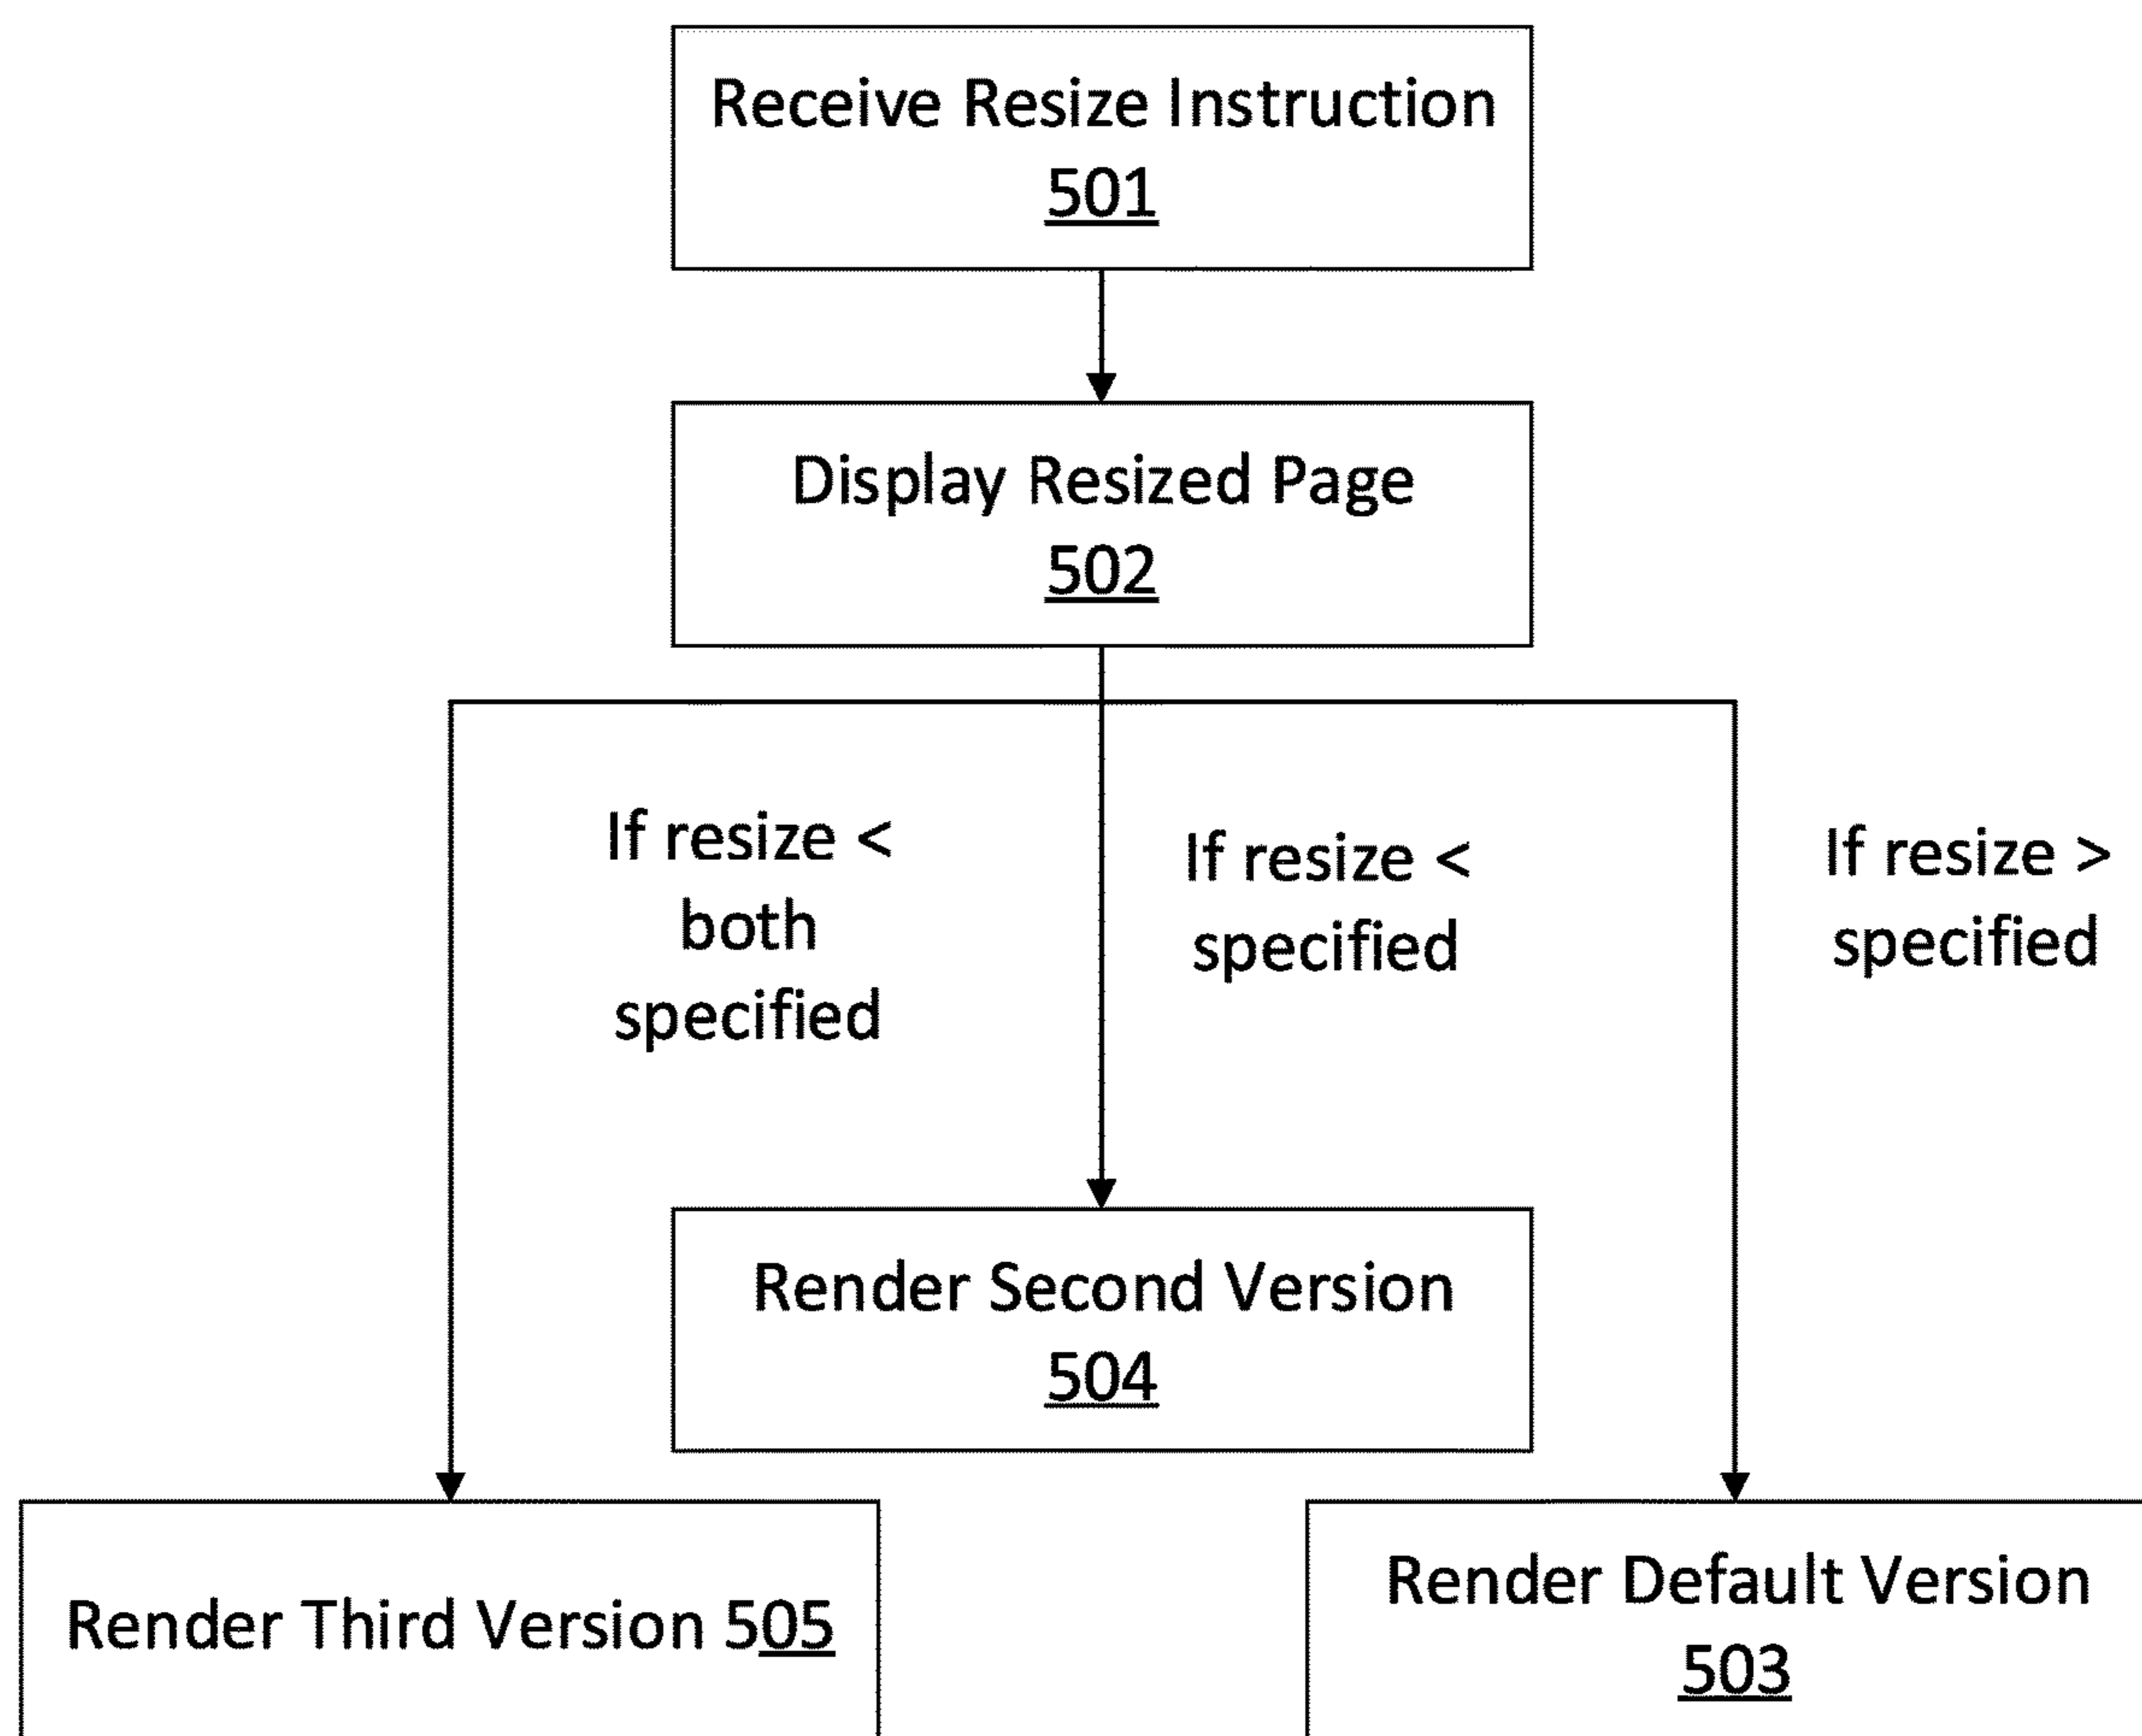 Receive Resize Instruction
501
Display Resized Page
502
If resize <
both
specified
If resize <
specified
If resize >
specified
Render Second Version
504
Render Third Version 505
Render Default Version
503